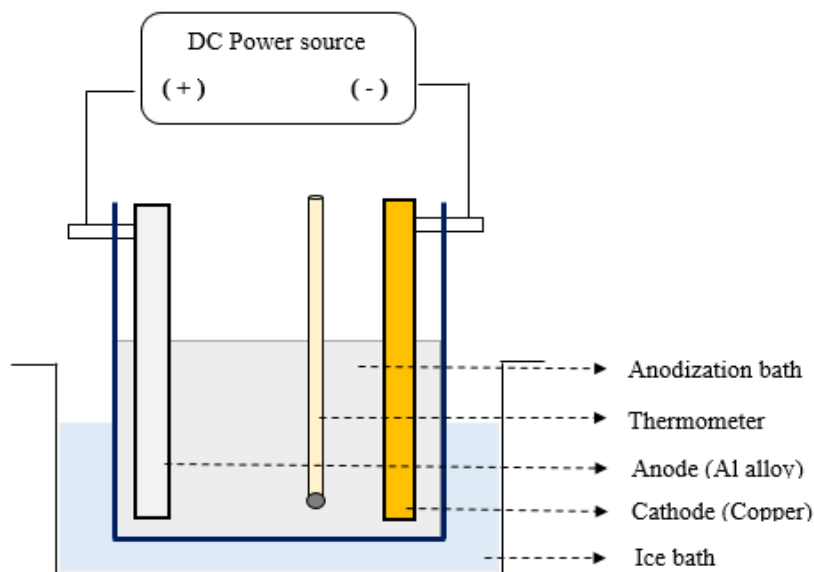 DC Power source
( + ) ( - )
Anodization bath
Thermometer
Anode (Al alloy)
Cathode (Copper)
Ice bath